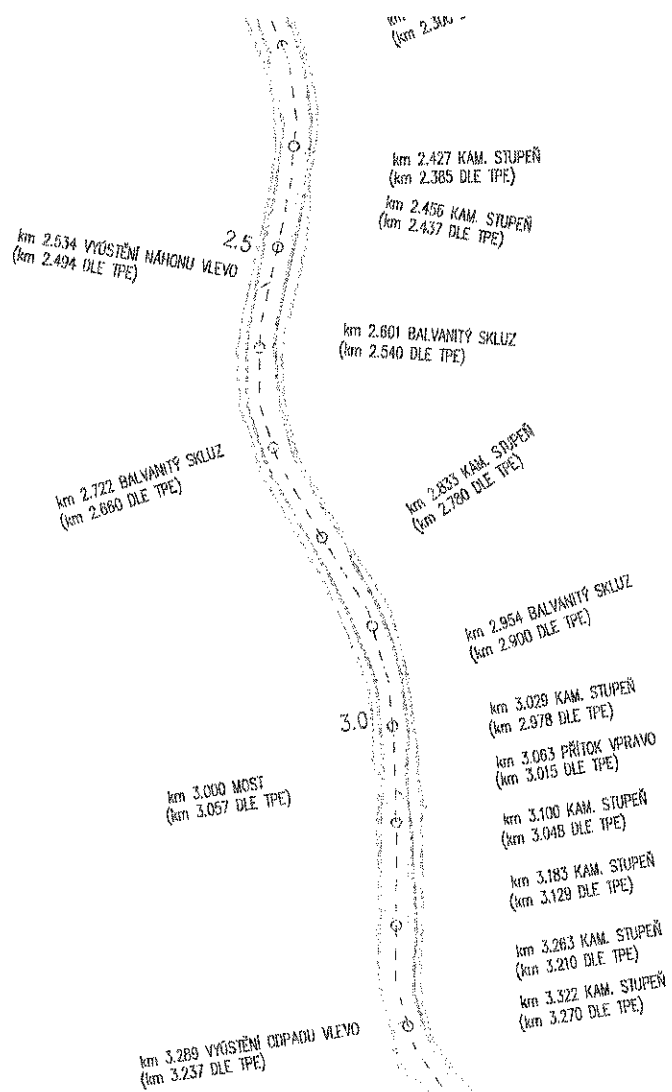 km
(km 2.300
km 2.427 KAM. STUPEŇ
(km 2.385 DLE TPE)
km 2.456 KAM. STUPEŇ
(km 2.437 DLE TPE)
2.5
km 2.534 VYÚSTĚNÍ NÁHONU VLEVO
(km 2.494 DLE TPE)
km 2.601 BALVANITÝ SKLUZ
(km 2.540 DLE TPE)
km 2.722 BALVANITÝ SKLUZ
(km 2.660 DLE TPE)
km 2.833 KAM. STUPEŇ
(km 2.780 DLE TPE)
km 2.954 BALVANITÝ SKLUZ
(km 2.900 DLE TPE)
3.0
km 3.029 KAM. STUPEŇ
(km 2.978 DLE TPE)
km 3.063 PŘÍTOK VPRAVO
(km 3.015 DLE TPE)
km 3.000 MOST
(km 3.057 DLE TPE)
km 3.100 KAM. STUPEŇ
(km 3.048 DLE TPE)
km 3.183 KAM. STUPEŇ
(km 3.129 DLE TPE)
km 3.263 KAM. STUPEŇ
(km 3.210 DLE TPE)
km 3.322 KAM. STUPEŇ
(km 3.270 DLE TPE)
km 3.289 VYÚSTĚNÍ ODPADU VLEVO
(km 3.237 DLE TPE)